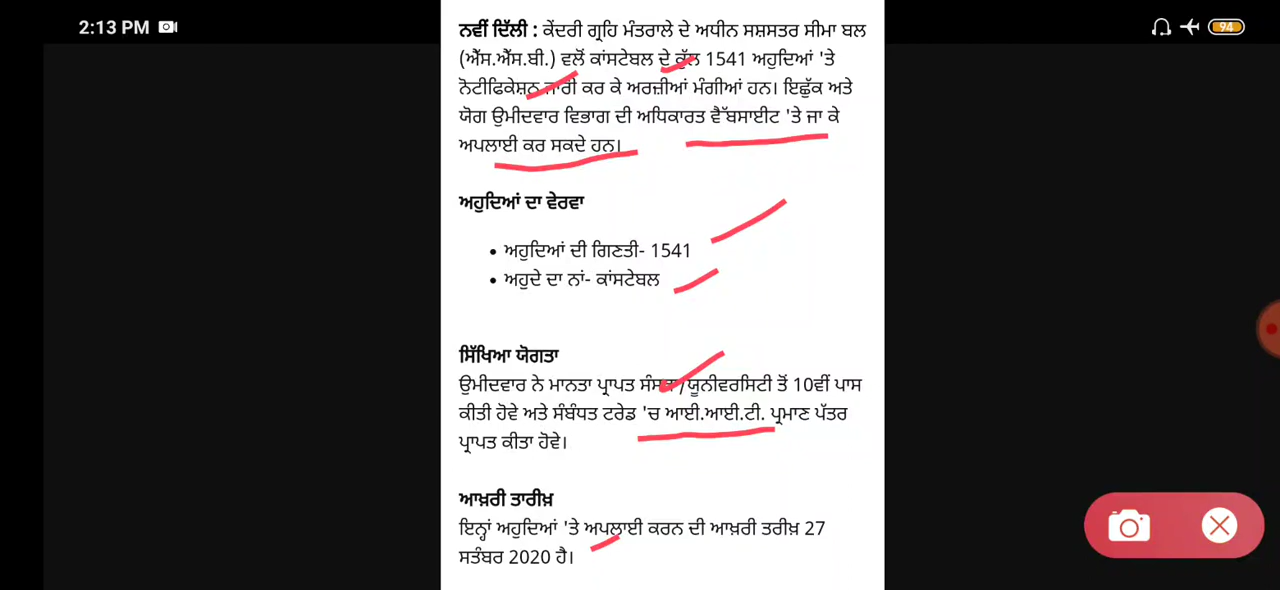 2:13 PM
94
ਨਵੀਂ ਦਿੱਲੀ : ਕੇਂਦਰੀ ਗ੍ਰਹਿ ਮੰਤਰਾਲੇ ਦੇ ਅਧੀਨ ਸਸ਼ਸਤਰ ਸੀਮਾ ਬਲ
(ਐੱਸ.ਐੱਸ.ਬੀ.) ਵਲੋਂ ਕਾਂਸਟੇਬਲ ਦੇ ਕੁੱਲ 1541 ਅਹੁਦਿਆਂ 'ਤੇ
ਨੋਟੀਫਿਕੇਸ਼ਨ ਜਾਰੀ ਕਰ ਕੇ ਅਰਜ਼ੀਆਂ ਮੰਗੀਆਂ ਹਨ। ਇਛੁੱਕ ਅਤੇ
ਯੋਗ ਉਮੀਦਵਾਰ ਵਿਭਾਗ ਦੀ ਅਧਿਕਾਰਤ ਵੈੱਬਸਾਈਟ 'ਤੇ ਜਾ ਕੇ
ਅਪਲਾਈ ਕਰ ਸਕਦੇ ਹਨ।
ਅਹੁਦਿਆਂ ਦਾ ਵੇਰਵਾ
• ਅਹੁਦਿਆਂ ਦੀ ਗਿਣਤੀ- 1541
• ਅਹੁਦੇ ਦਾ ਨਾਂ- ਕਾਂਸਟੇਬਲ
ਸਿੱਖਿਆ ਯੋਗਤਾ
ਉਮੀਦਵਾਰ ਨੇ ਮਾਨਤਾ ਪ੍ਰਾਪਤ /ਯੂਨੀਵਰਸਿਟੀ ਤੋਂ 10ਵੀਂ ਪਾਸ
ਕੀਤੀ ਹੋਵੇ ਅਤੇ ਸੰਬੰਧਤ ਟਰੇਡ 'ਚ ਆਈ.ਆਈ.ਟੀ. ਪ੍ਰਮਾਣ ਪੱਤਰ
ਪ੍ਰਾਪਤ ਕੀਤਾ ਹੋਵੇ।
ਆਖ਼ਰੀ ਤਾਰੀਖ਼
ਇਨ੍ਹਾਂ ਅਹੁਦਿਆਂ 'ਤੇ ਅਪਲਾਈ ਕਰਨ ਦੀ ਆਖ਼ਰੀ ਤਰੀਖ਼ 27
ਸਤੰਬਰ 2020 ਹੈ।